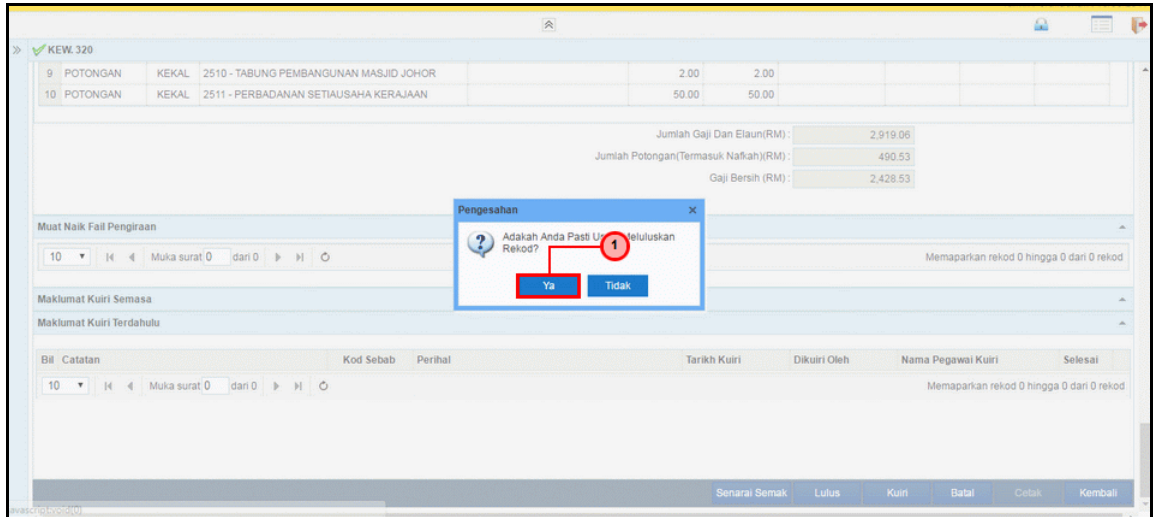 KEW. 320
9 POTONGAN KEKAL 2510 - TABUNG PEMBANGUNAN MASJID JOHOR 2.00 2.00
10 POTONGAN KEKAL 2511 - PERBADANAN SETIAUSAHA KERAJAAN 50.00 50.00
Jumlah Gaji Dan Elaun(RM) : 2,919.06
Jumlah Potongan(Termasuk Nafkah)(RM) : 490.53
Gaji Bersih (RM) : 2,428.53
Pengesahan
Adakah Anda Pasti Meluluskan
Rekod?
1
Ya Tidak
Muat Naik Fail Pengiraan
10 Muka surat 0 dari 0 Memaparkan rekod 0 hingga 0 dari 0 rekod
Maklumat Kuiri Semasa
Maklumat Kuiri Terdahulu
Bil Catatan Kod Sebab Perihal Tarikh Kuiri Dikuiri Oleh Nama Pegawai Kuiri Selesai
10 Muka surat 0 dari 0 Memaparkan rekod 0 hingga 0 dari 0 rekod
Senarai Semak Lulus Kuiri Batal Cetak Kembali
avascript:void(0)